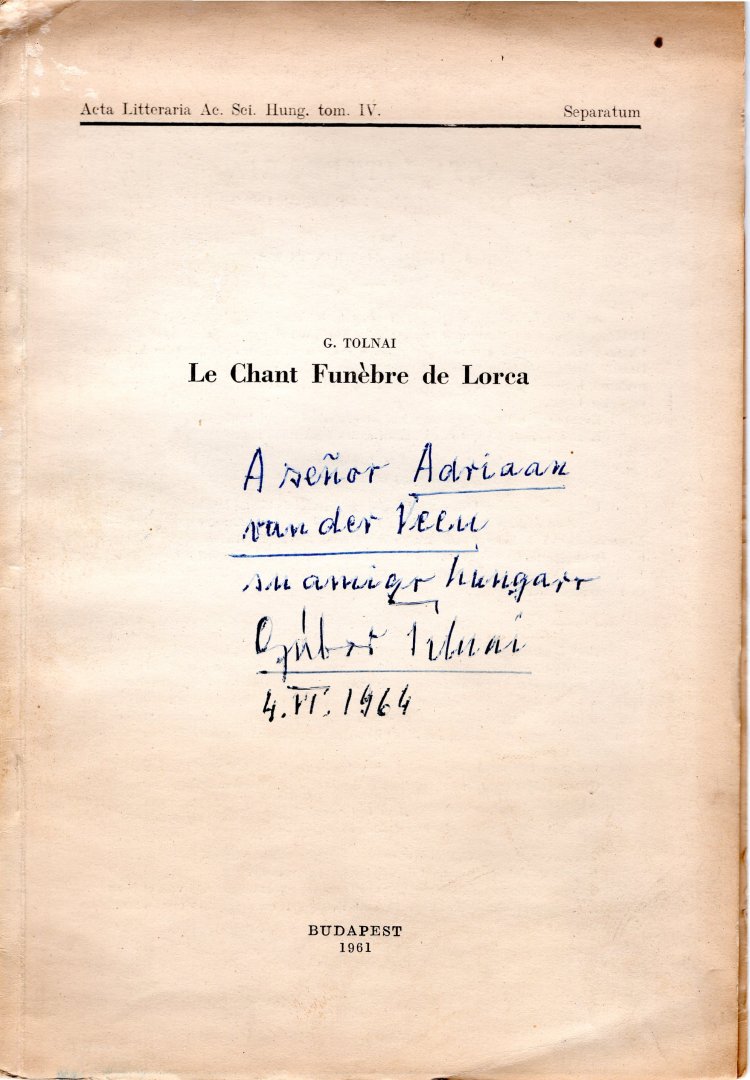 Acta Litteraria Ac. Sci. Hung. tom. IV. Separatum
G. TOLNAI
Le Chant Funèbre de Lorca
A señor Adriaan
van der Veen
su amigo hungaro
Gábor Tolnai
4.VI.1964
BUDAPEST
1961